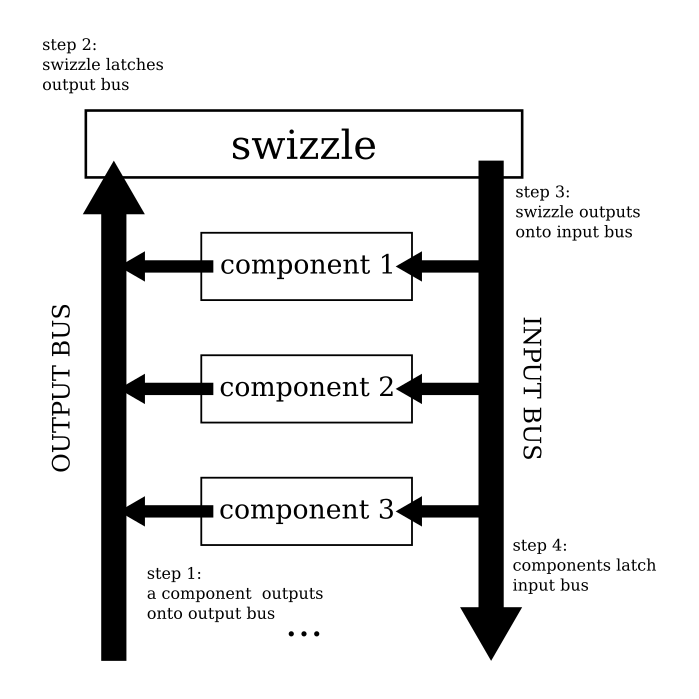 step 2:
swizzle latches
output bus
swizzle
step 3:
swizzle outputs
onto input bus
component 1
OUTPUT BUS
INPUT BUS
component 2
component 3
step 4:
components latch
input bus
step 1:
a component  outputs
onto output bus
...